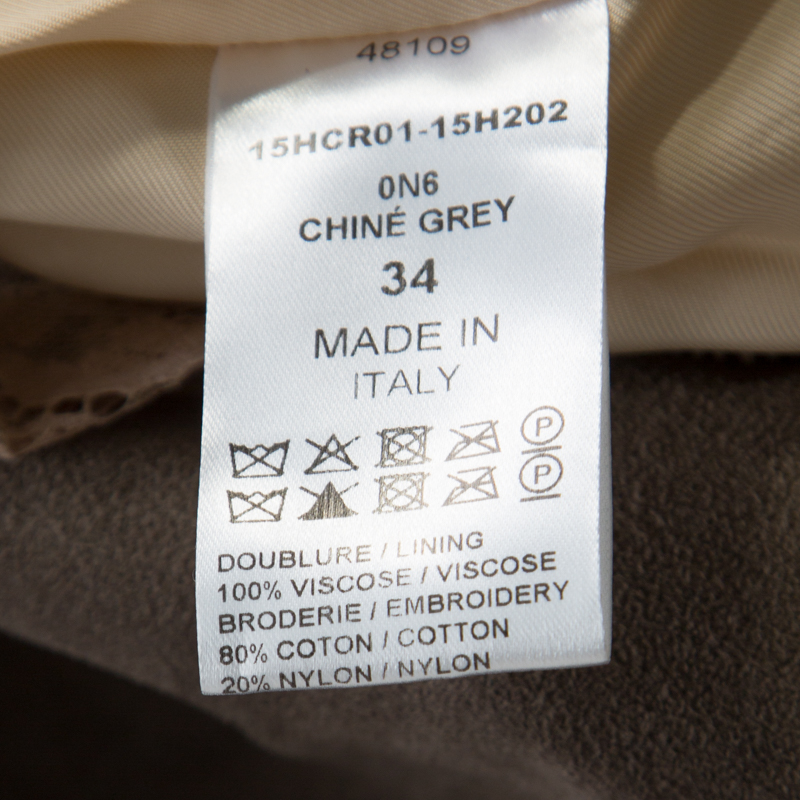 48109
15HCR01-15H202
0N6
CHINÉ GREY
34
MADE IN
ITALY
P
P
DOUBLURE / LINING
100% VISCOSE / VISCOSE
BRODERIE / EMBROIDERY
80% COTON / COTTON
20% NYLON / NYLON